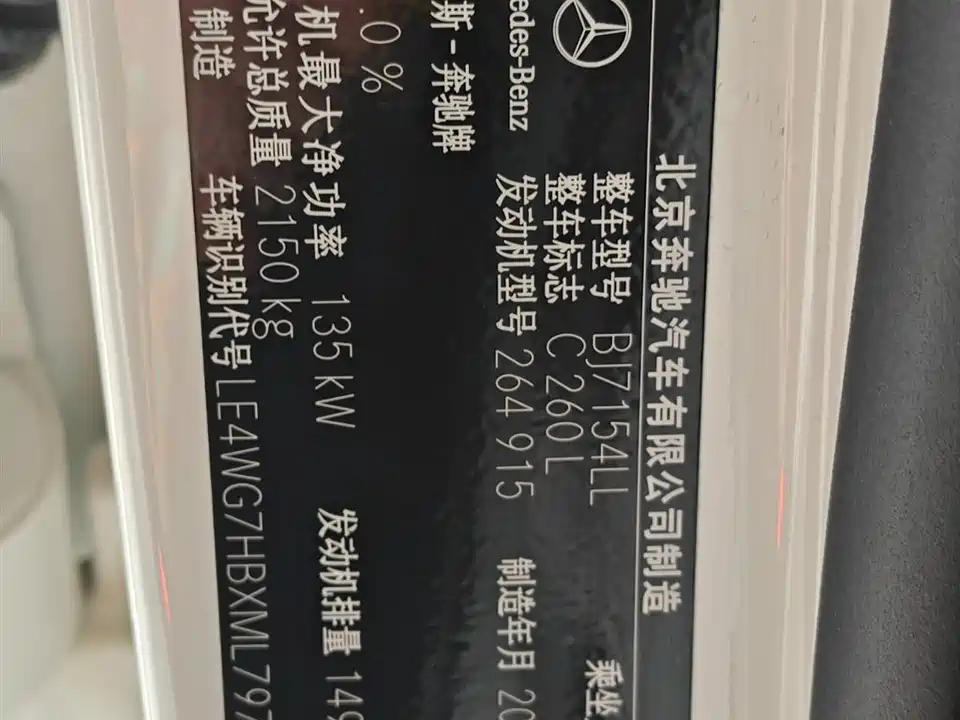 北京奔驰汽车有限公司制造
整车型号 BJ7154LL 乘坐
edes-Benz 整车标志 C 260 L
发动机型号 264 915 制造年月 20
斯-奔驰牌
.0 %
机最大净功率 135 kW 发动机排量 149
允许总质量 2150 kg
制造 车辆识别代号 LE4WG7HBXML797